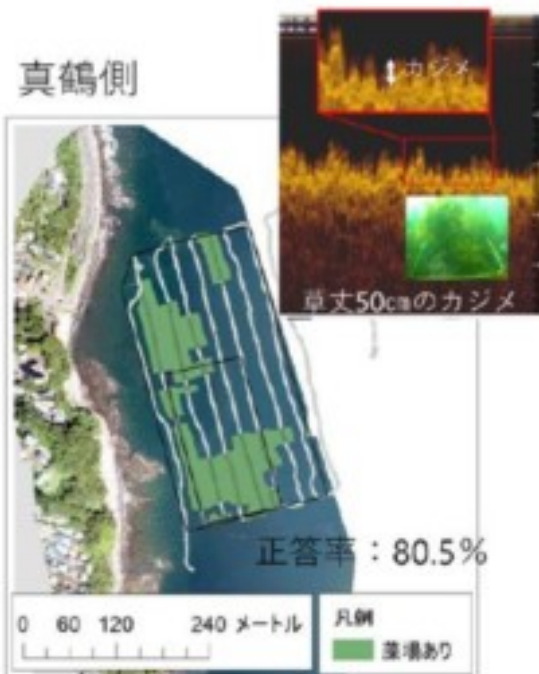 真鶴側
カジメ
草丈50cmのカジメ
正答率：80.5%
0 60 120 240 メートル
凡例
藻場あり